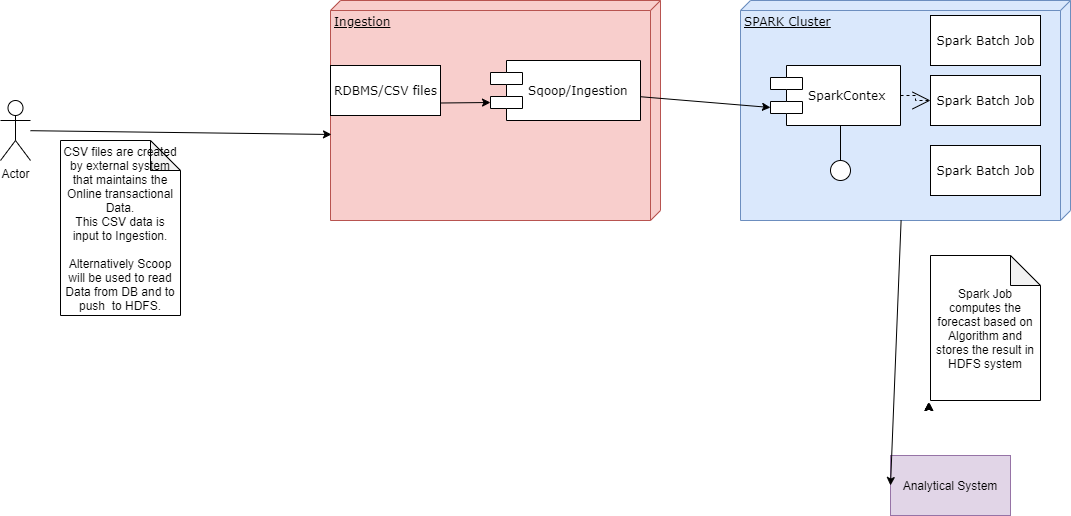 Ingestion
SPARK Cluster
Spark Batch Job
RDBMS/CSV files
Sqoop/Ingestion
SparkContex
Spark Batch Job
Spark Batch Job
Actor
CSV files are created
by external system
that maintains the
Online transactional
Data.
This CSV data is
input to Ingestion.
Alternatively Scoop
will be used to read
Data from DB and to
push to HDFS.
Spark Job
computes the
forecast based on
Algorithm and
stores the result in
HDFS system
Analytical System